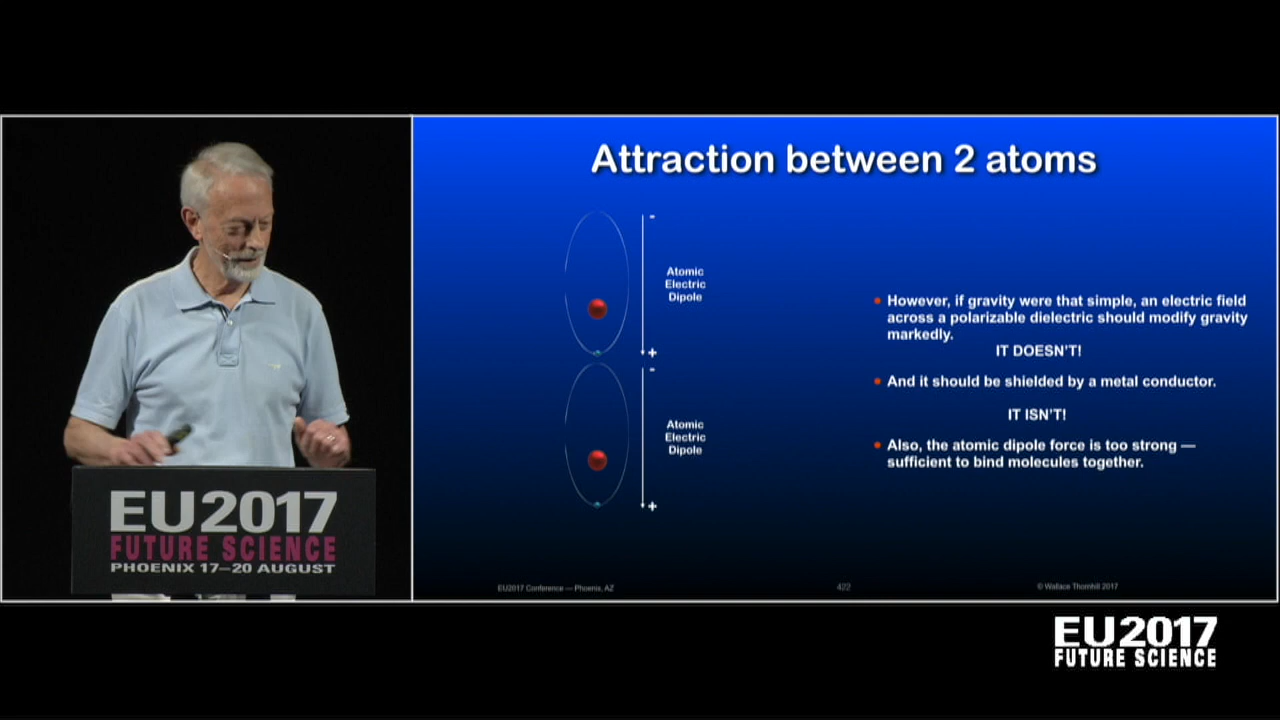 Attraction between 2 atoms
-
Atomic
Electric
Dipole
+
-
Atomic
Electric
Dipole
+
• However, if gravity were that simple, an electric field
across a polarizable dielectric should modify gravity
markedly.
IT DOESN'T!
• And it should be shielded by a metal conductor.
IT ISN'T!
• Also, the atomic dipole force is too strong —
sufficient to bind molecules together.
EU2017 Conference — Phoenix, AZ
422
© Wallace Thornhill 2017
EU2017
FUTURE SCIENCE
PHOENIX 17–20 AUGUST
EU2017
FUTURE SCIENCE